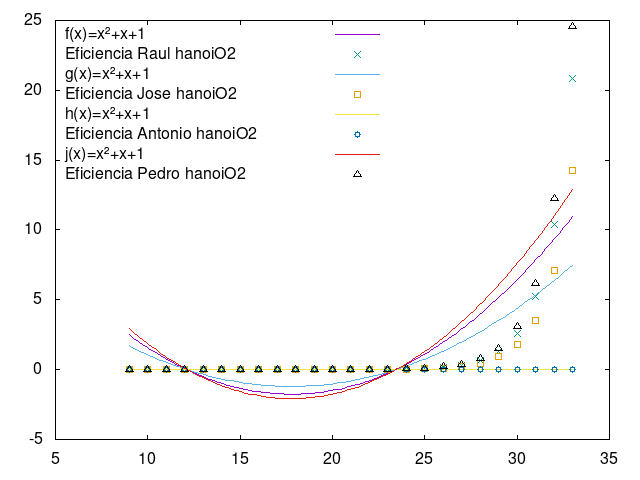 25
20
15
10
5
0
-5
f(x)=x²+x+1
Eficiencia Raul hanoiO2
g(x)=x²+x+1
Eficiencia Jose hanoiO2
h(x)=x²+x+1
Eficiencia Antonio hanoiO2
j(x)=x²+x+1
Eficiencia Pedro hanoiO2
5 10 15 20 25 30 35